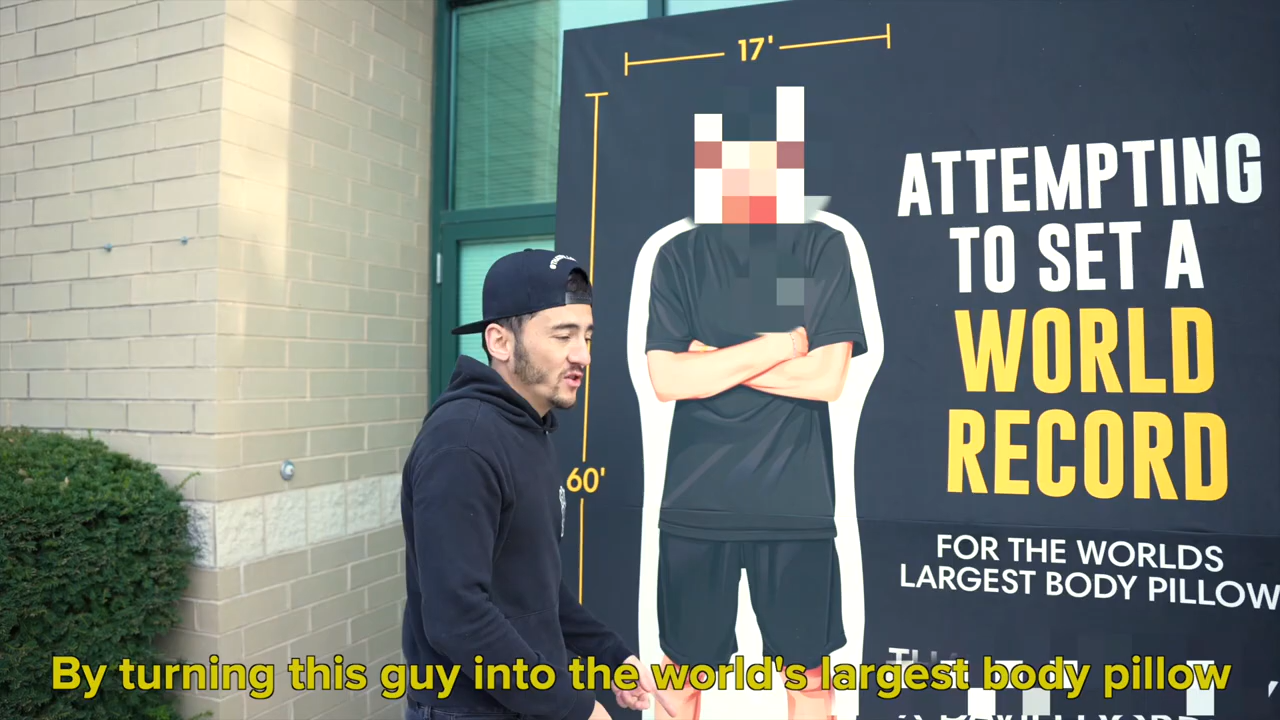 17'
60'
ATTEMPTING
TO SET A
WORLD
RECORD
FOR THE WORLDS
LARGEST BODY PILLOW
By turning this guy into the world's largest body pillow